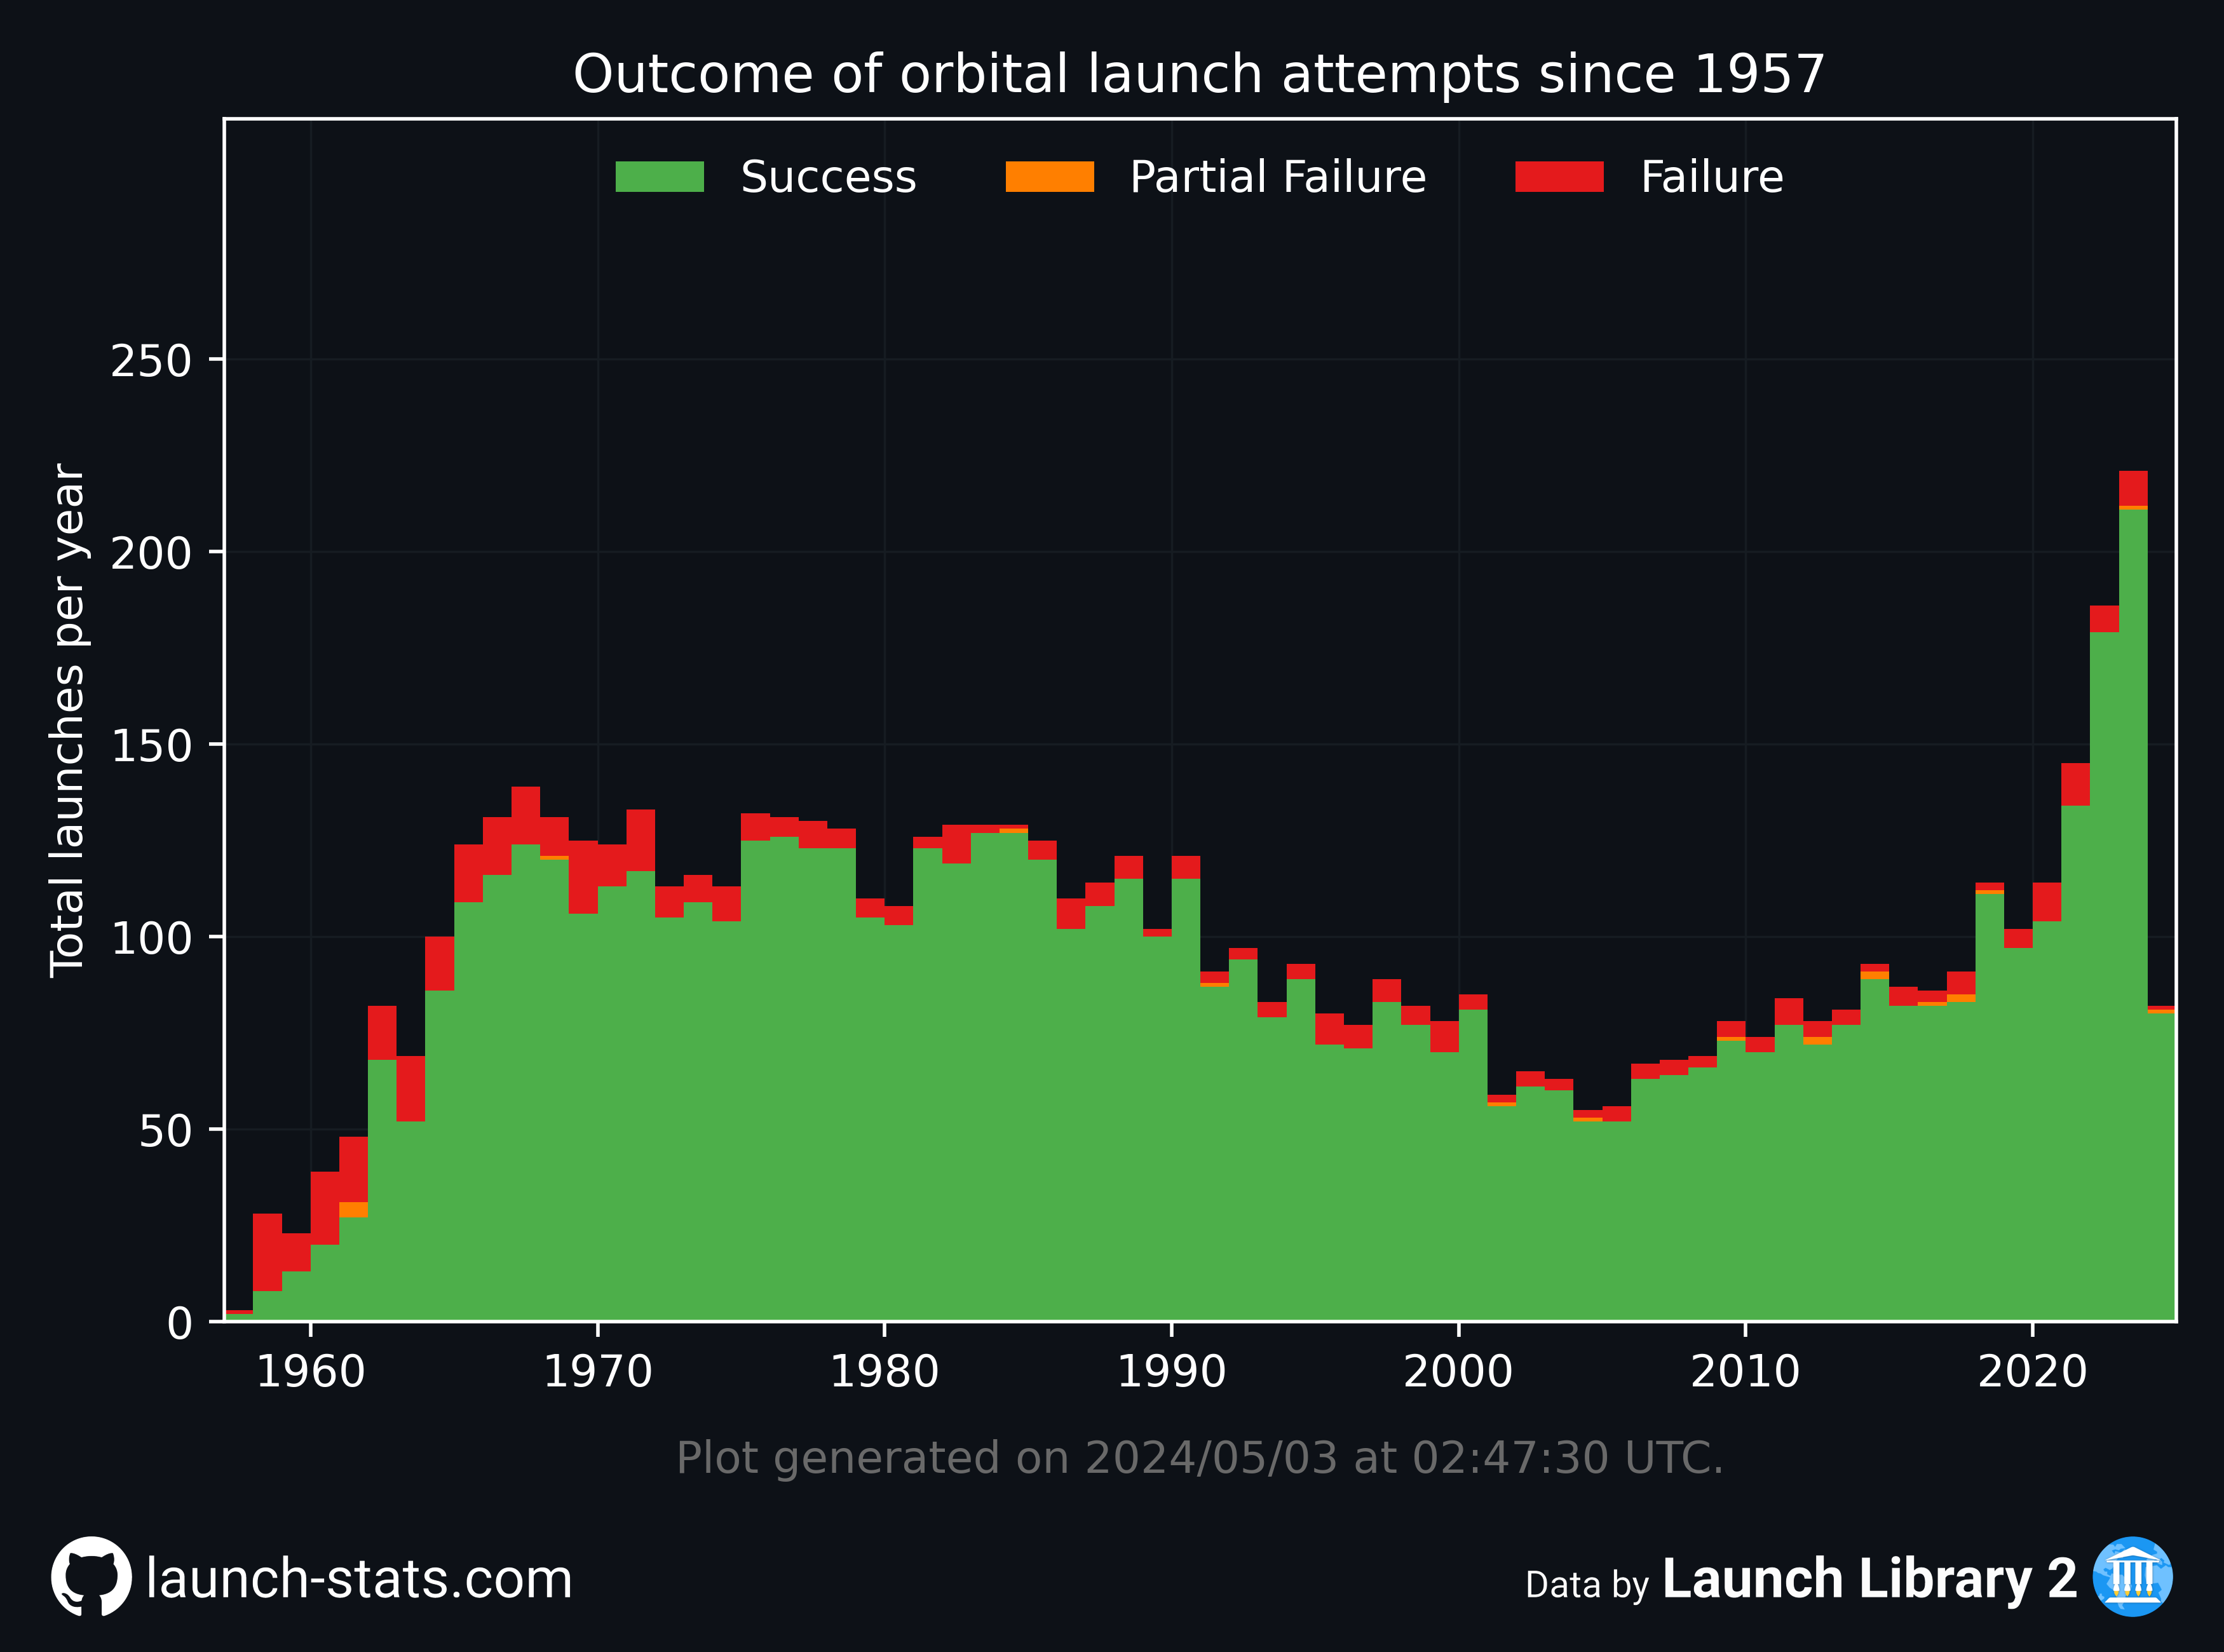 Outcome of orbital launch attempts since 1957
Success Partial Failure Failure
Total launches per year
250
200
150
100
50
0
1960 1970 1980 1990 2000 2010 2020
Plot generated on 2024/05/03 at 02:47:30 UTC.
launch-stats.com
Data by Launch Library 2